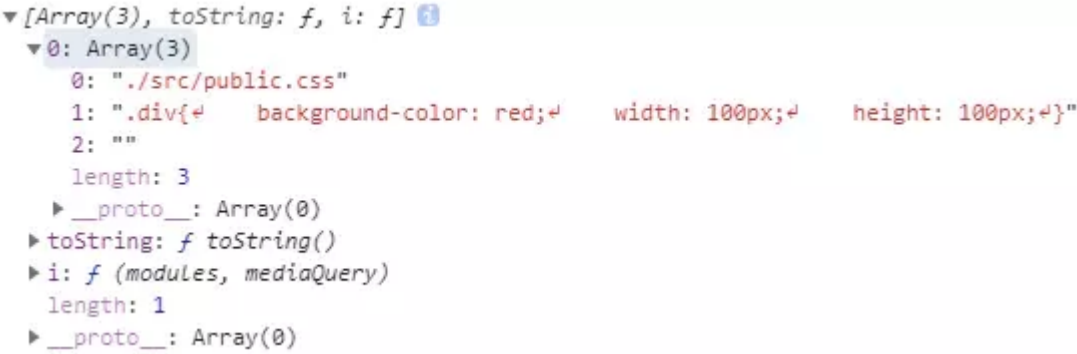 ▼[Array(3), toString: ƒ, i: ƒ] i
▼0: Array(3)
0: "./src/public.css"
1: ".div{↵    background-color: red;↵    width: 100px;↵    height: 100px;↵}"
2: ""
length: 3
▶__proto__: Array(0)
▶toString: ƒ toString()
▶i: ƒ (modules, mediaQuery)
length: 1
▶__proto__: Array(0)